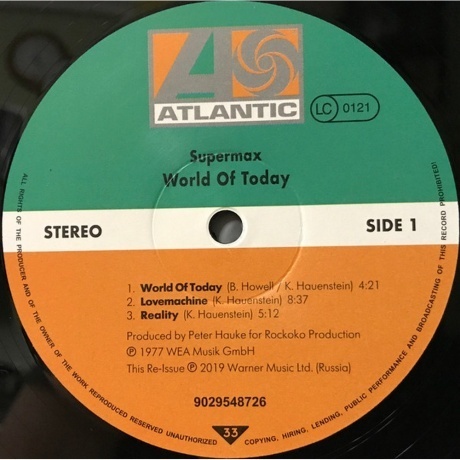 ATLANTIC
LC 0121
Supermax
World Of Today
STEREO
SIDE 1
1. World Of Today (B. Howell / K. Hauenstein) 4:21
2. Lovemachine (K. Hauenstein) 8:37
3. Reality (K. Hauenstein) 5:12
Produced by Peter Hauke for Rockoko Production
℗ 1977 WEA Musik GmbH
This Re-Issue ℗ 2019 Warner Music Ltd. (Russia)
9029548726
33
ALL RIGHTS OF THE PRODUCER AND OF THE OWNER OF THE WORK REPRODUCED RESERVED UNAUTHORIZED COPYING, HIRING, LENDING, PUBLIC PERFORMANCE AND BROADCASTING OF THIS RECORD PROHIBITED!